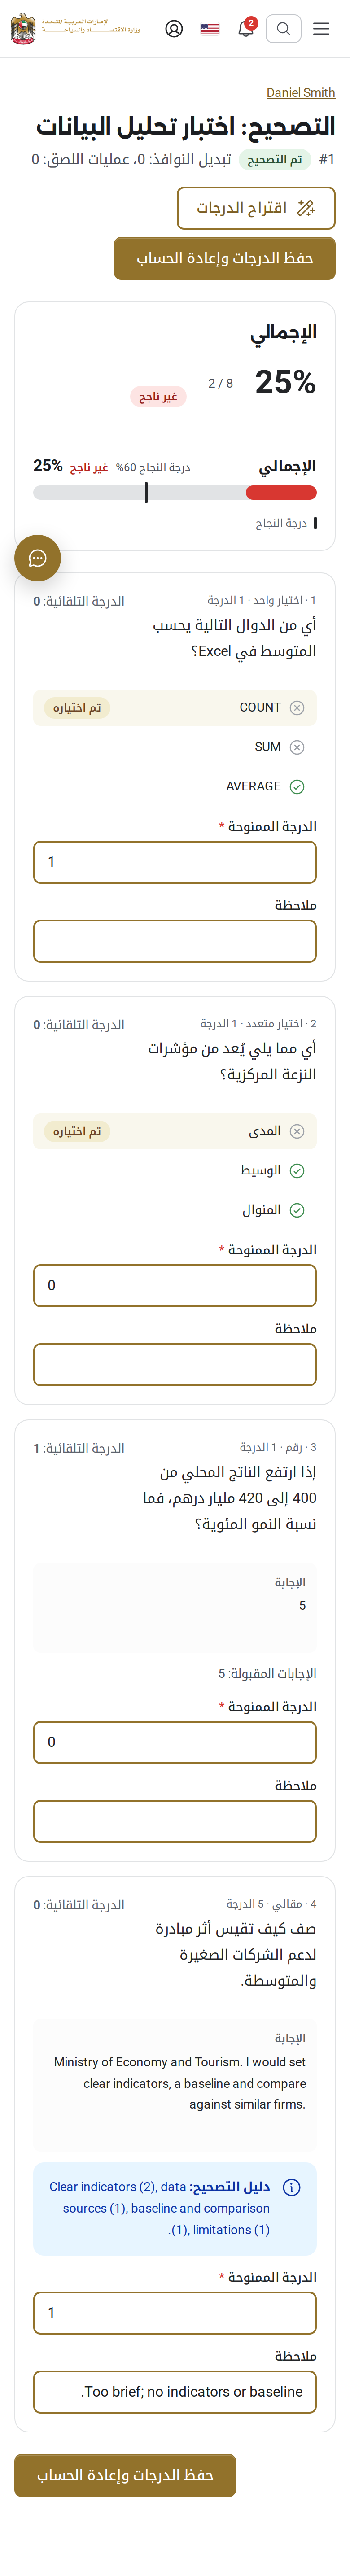 الإمارات العربية المتحدة
وزارة الاقتصاد والسياحة
2
Daniel Smith
التصحيح: اختبار تحليل البيانات
#1 تم التصحيح تبديل النوافذ: 0، عمليات اللصق: 0
اقتراح الدرجات
حفظ الدرجات وإعادة الحساب
الإجمالي
25% 2 / 8 غير ناجح
الإجمالي درجة النجاح 60% غير ناجح 25%
درجة النجاح
1 · اختيار واحد · 1 الدرجة الدرجة التلقائية: 0
أي من الدوال التالية يحسب
المتوسط في Excel؟
COUNT تم اختياره
SUM
AVERAGE
الدرجة الممنوحة *
1
ملاحظة
2 · اختيار متعدد · 1 الدرجة الدرجة التلقائية: 0
أي مما يلي يُعد من مؤشرات
النزعة المركزية؟
المدى تم اختياره
الوسيط
المنوال
الدرجة الممنوحة *
0
ملاحظة
3 · رقم · 1 الدرجة الدرجة التلقائية: 1
إذا ارتفع الناتج المحلي من
400 إلى 420 مليار درهم، فما
نسبة النمو المئوية؟
الإجابة
5
الإجابات المقبولة: 5
الدرجة الممنوحة *
0
ملاحظة
4 · مقالي · 5 الدرجة الدرجة التلقائية: 0
صف كيف تقيس أثر مبادرة
لدعم الشركات الصغيرة
والمتوسطة.
الإجابة
Ministry of Economy and Tourism. I would set
clear indicators, a baseline and compare
against similar firms.
دليل التصحيح: Clear indicators (2), data
sources (1), baseline and comparison
(1), limitations (1).
الدرجة الممنوحة *
1
ملاحظة
Too brief; no indicators or baseline.
حفظ الدرجات وإعادة الحساب